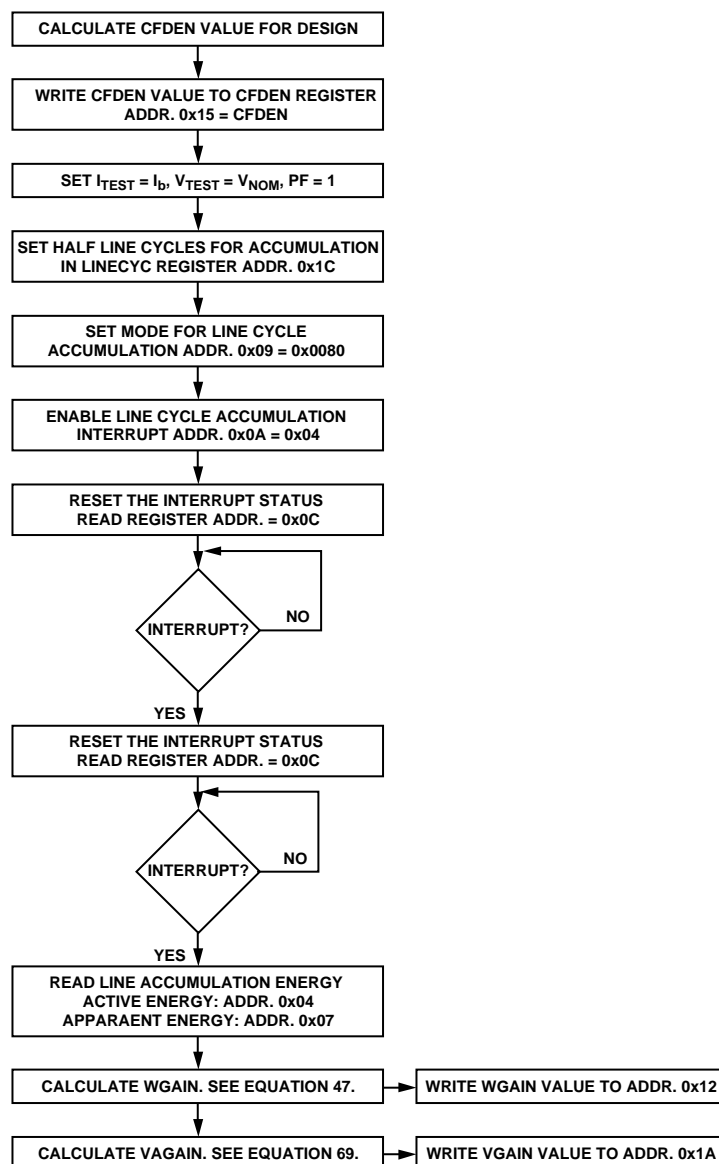 CALCULATE CFDEN VALUE FOR DESIGN
WRITE CFDEN VALUE TO CFDEN REGISTER
ADDR. 0x15 = CFDEN
SET I_TEST = I_b, V_TEST = V_NOM, PF = 1
SET HALF LINE CYCLES FOR ACCUMULATION
IN LINECYC REGISTER ADDR. 0x1C
SET MODE FOR LINE CYCLE
ACCUMULATION ADDR. 0x09 = 0x0080
ENABLE LINE CYCLE ACCUMULATION
INTERRUPT ADDR. 0x0A = 0x04
RESET THE INTERRUPT STATUS
READ REGISTER ADDR. = 0x0C
INTERRUPT?
NO
YES
RESET THE INTERRUPT STATUS
READ REGISTER ADDR. = 0x0C
INTERRUPT?
NO
YES
READ LINE ACCUMULATION ENERGY
ACTIVE ENERGY: ADDR. 0x04
APPARAENT ENERGY: ADDR. 0x07
CALCULATE WGAIN. SEE EQUATION 47.
WRITE WGAIN VALUE TO ADDR. 0x12
CALCULATE VAGAIN. SEE EQUATION 69.
WRITE VGAIN VALUE TO ADDR. 0x1A